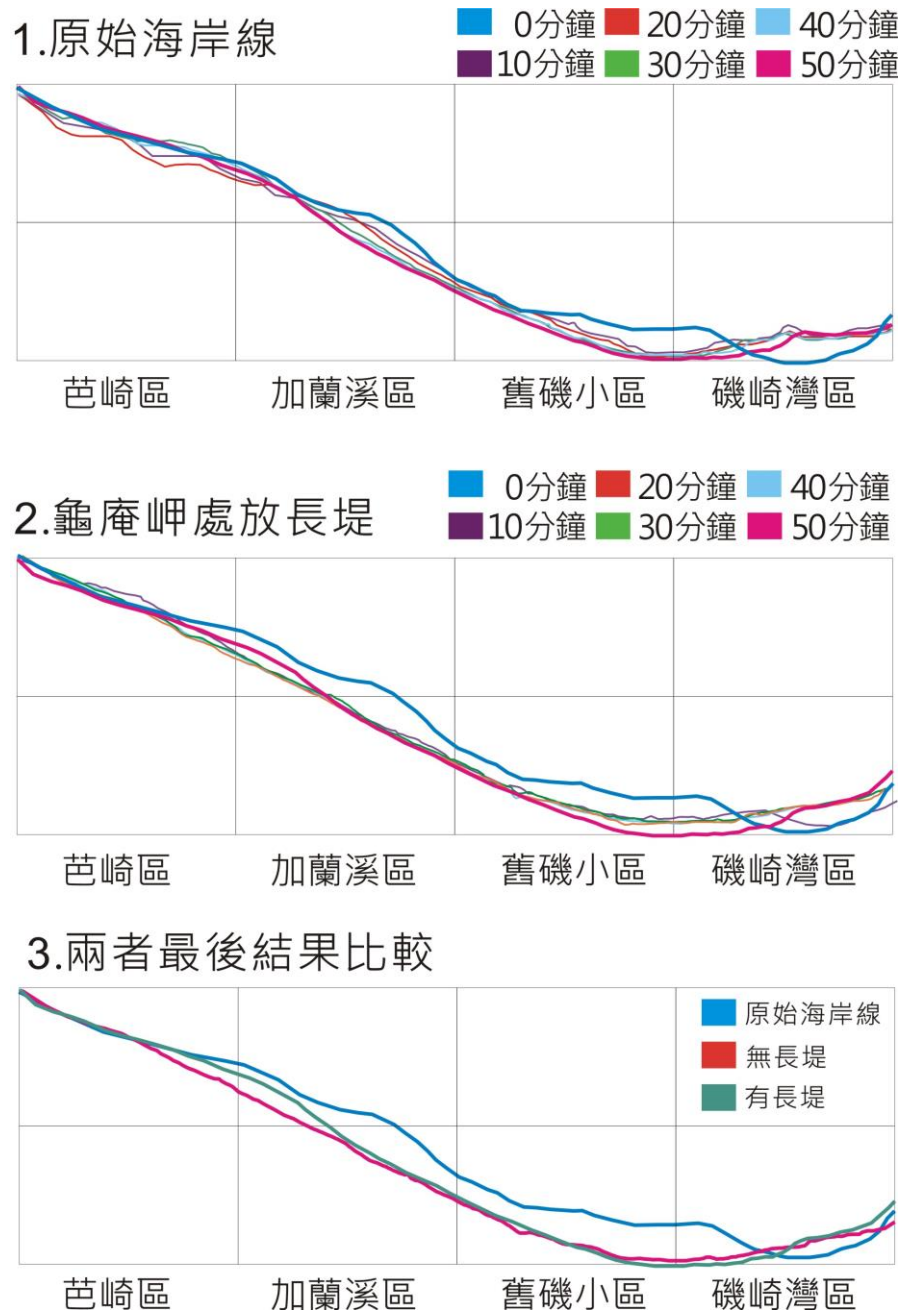 1.原始海岸線
0分鐘 20分鐘 40分鐘
10分鐘 30分鐘 50分鐘
芭崎區 加蘭溪區 舊磯小區 磯崎灣區
2.龜庵岬處放長堤
0分鐘 20分鐘 40分鐘
10分鐘 30分鐘 50分鐘
芭崎區 加蘭溪區 舊磯小區 磯崎灣區
3.兩者最後結果比較
原始海岸線
無長堤
有長堤
芭崎區 加蘭溪區 舊磯小區 磯崎灣區